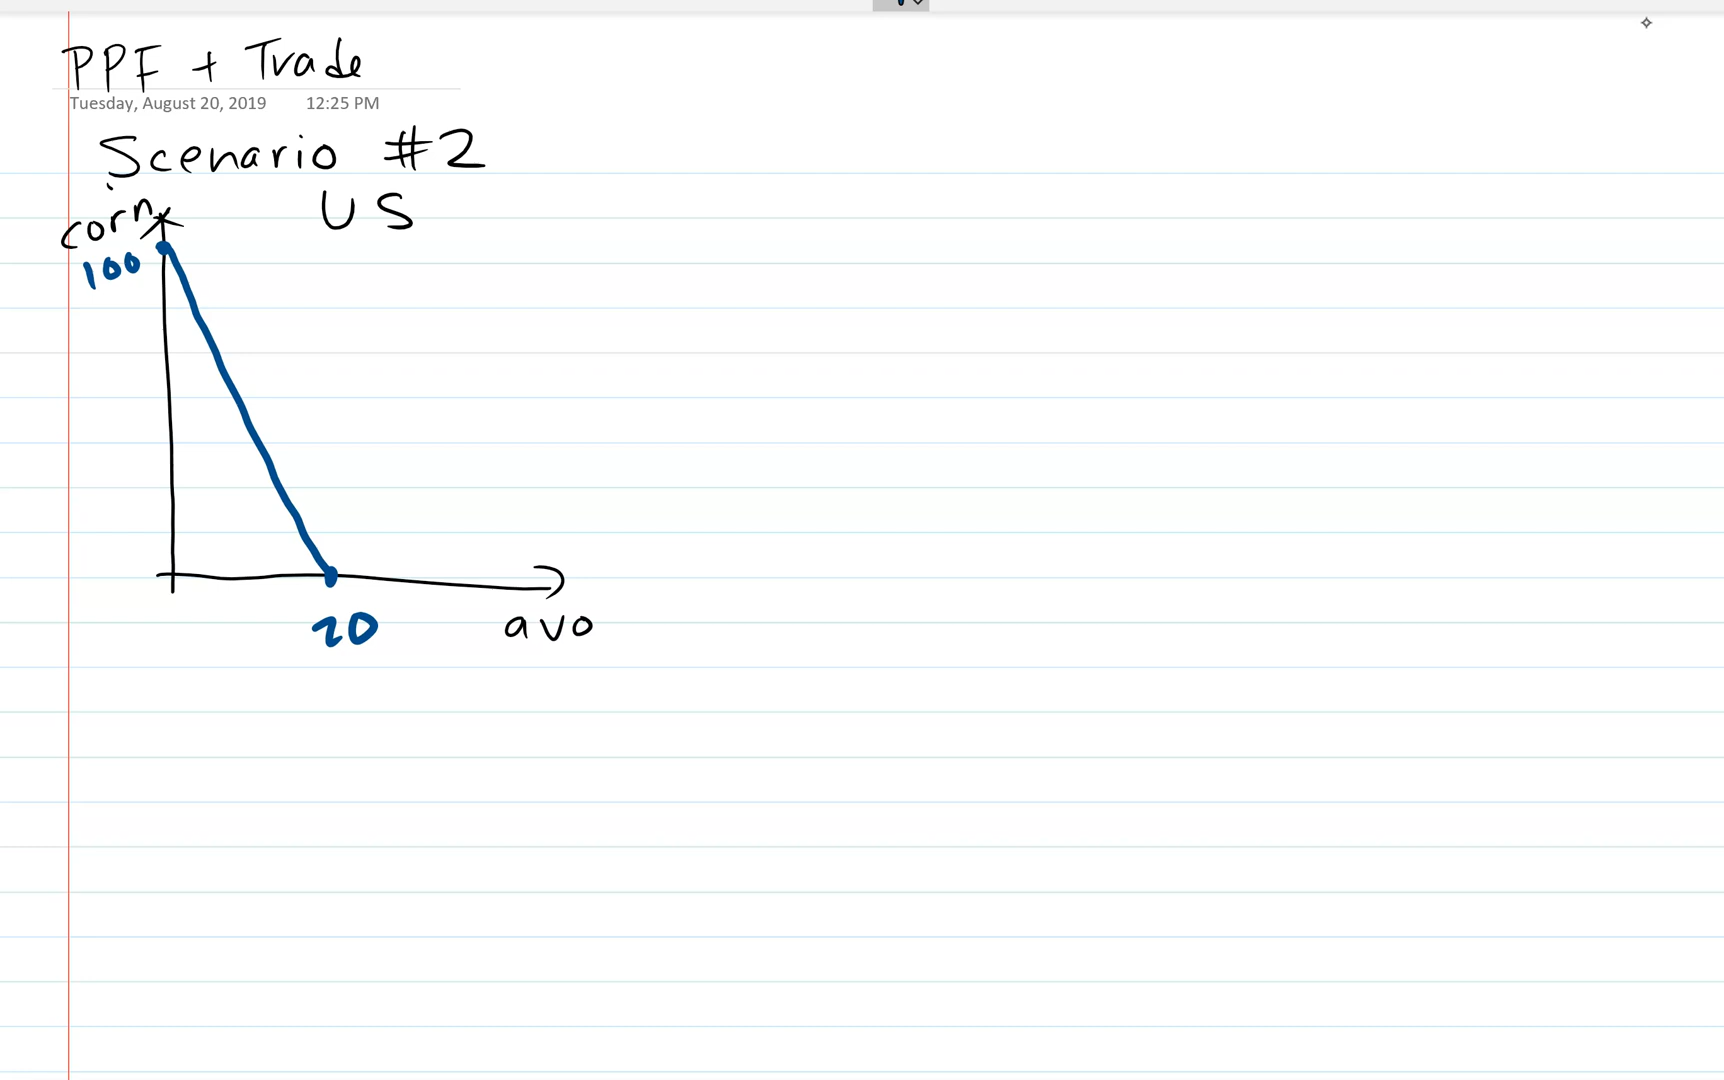 PPF + Trade
Tuesday, August 20, 2019 12:25 PM
Scenario #2
US
corn
100
20
avo